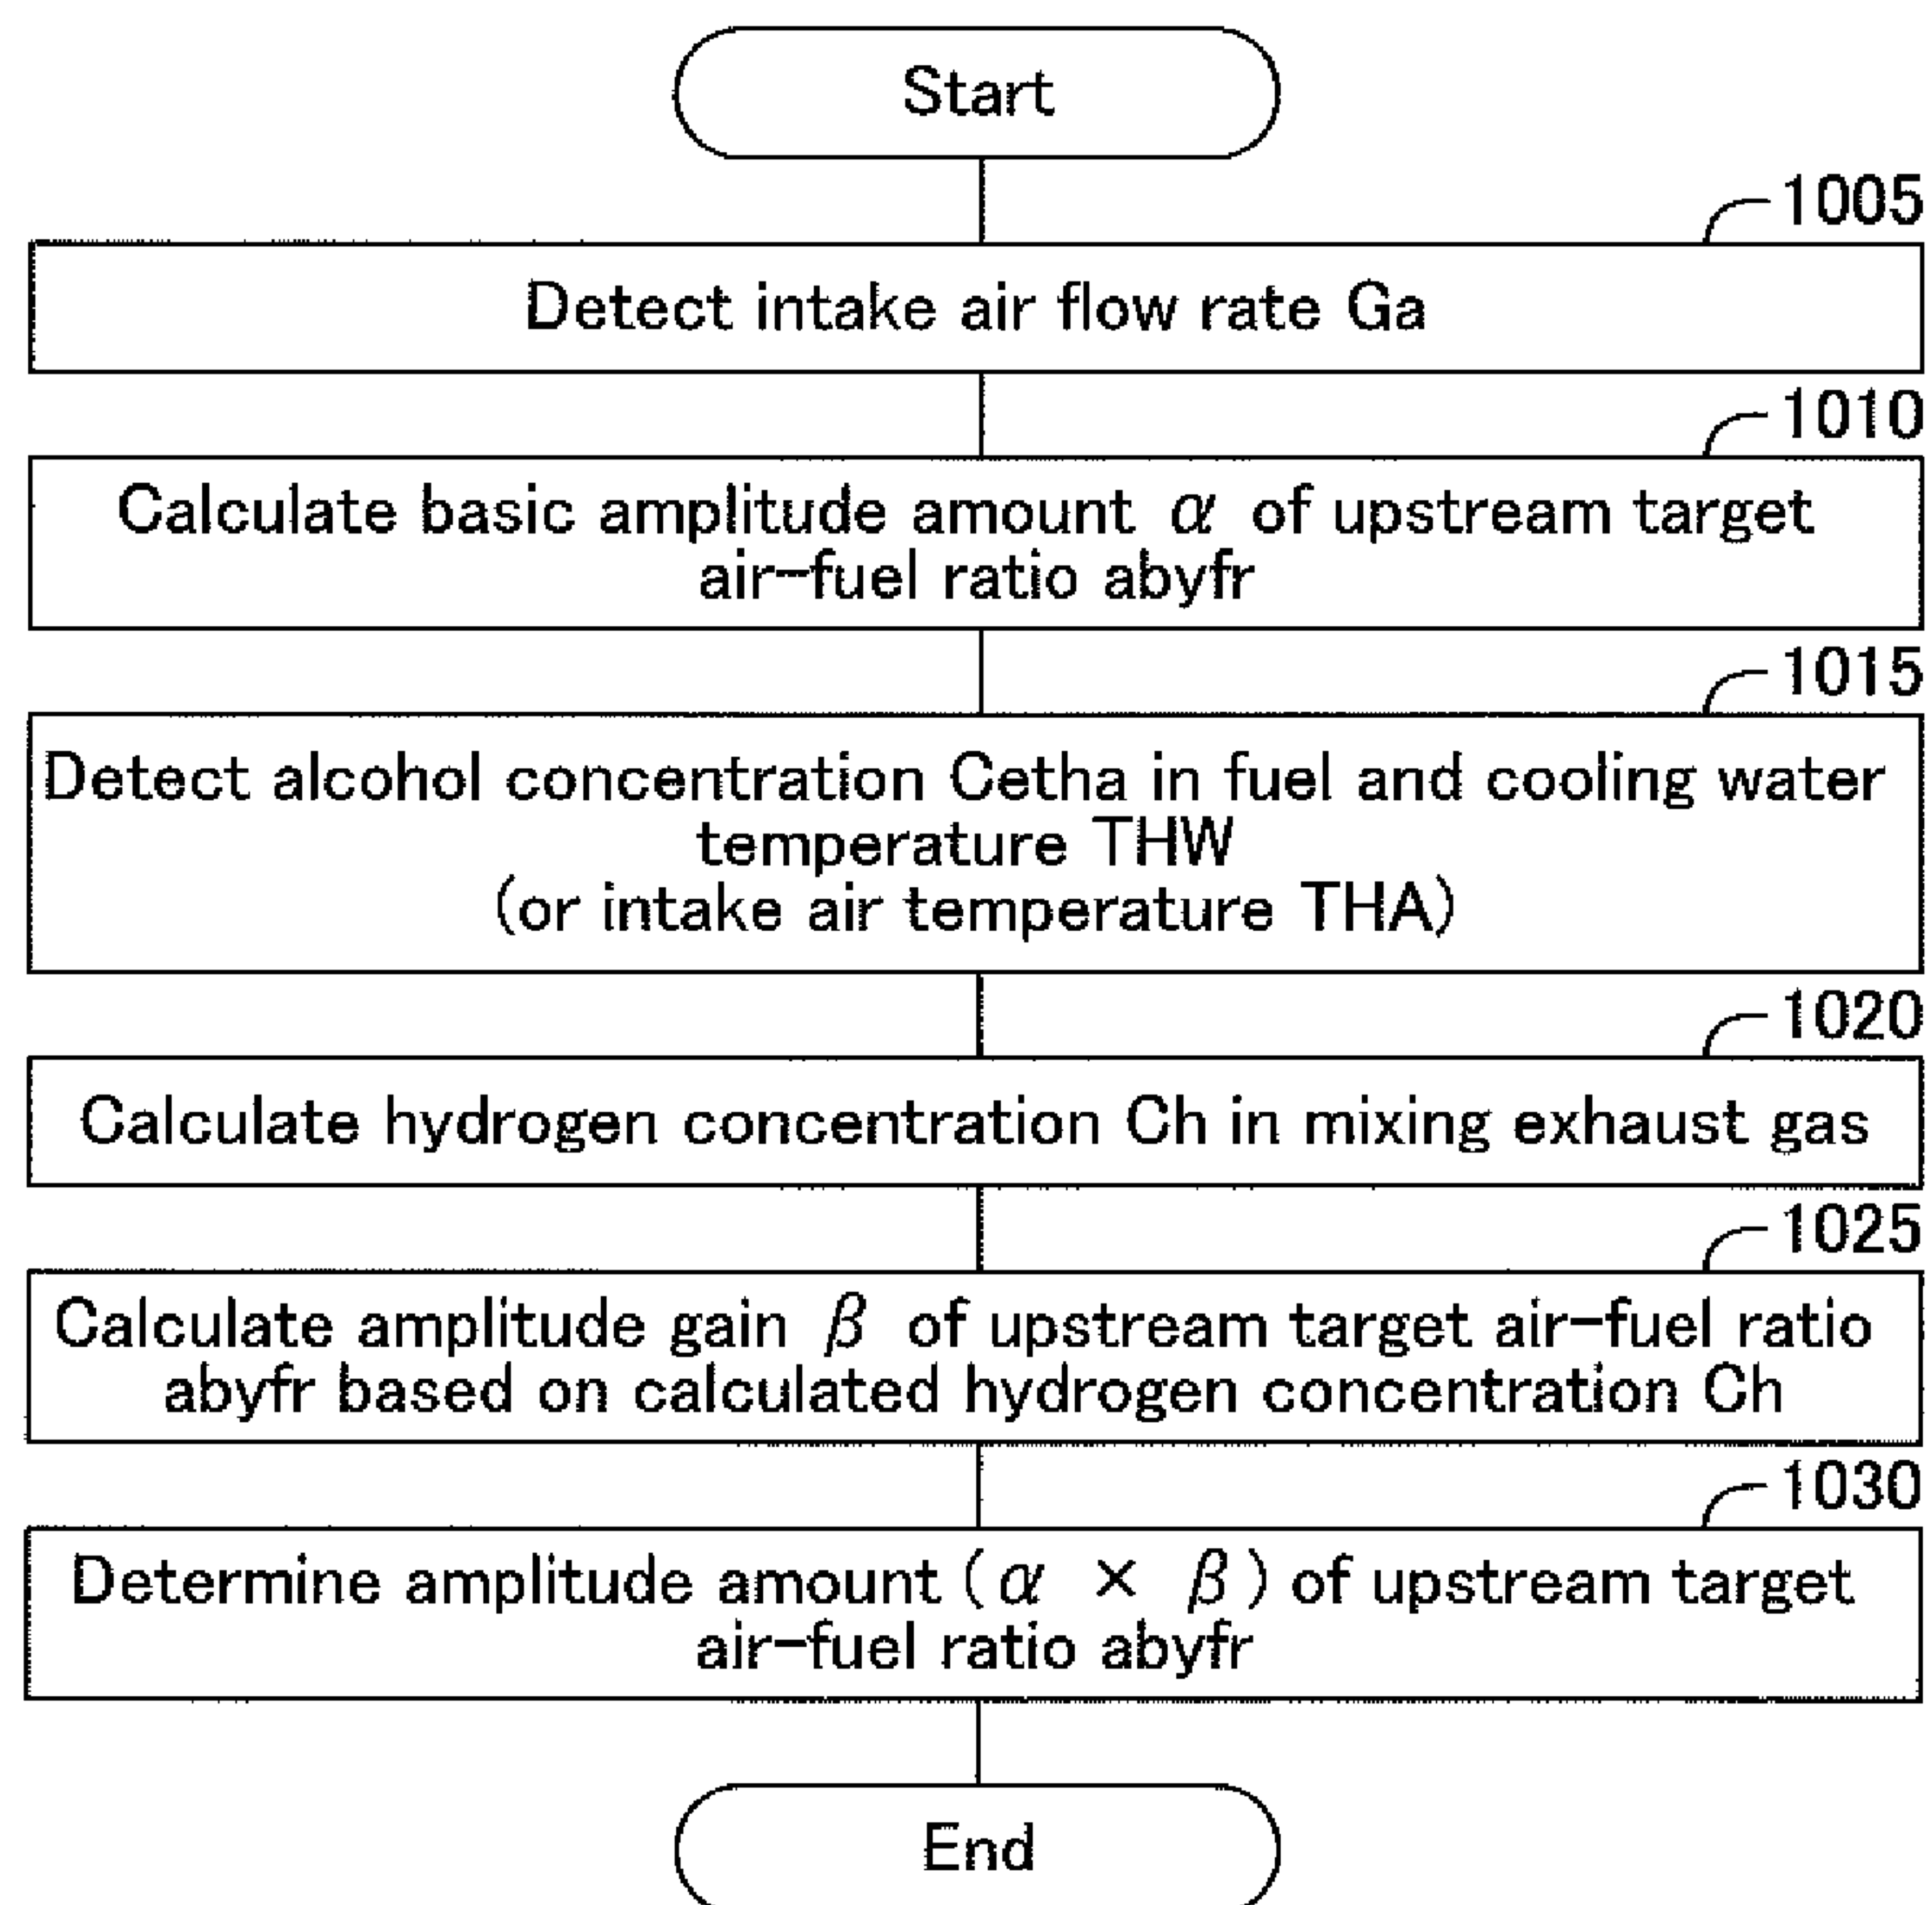 Start
1005
Detect intake air flow rate Ga
1010
Calculate basic amplitude amount α of upstream target
air-fuel ratio abyfr
1015
Detect alcohol concentration Cetha in fuel and cooling water
temperature THW
(or intake air temperature THA)
1020
Calculate hydrogen concentration Ch in mixing exhaust gas
1025
Calculate amplitude gain β of upstream target air-fuel ratio
abyfr based on calculated hydrogen concentration Ch
1030
Determine amplitude amount (α × β) of upstream target
air-fuel ratio abyfr
End